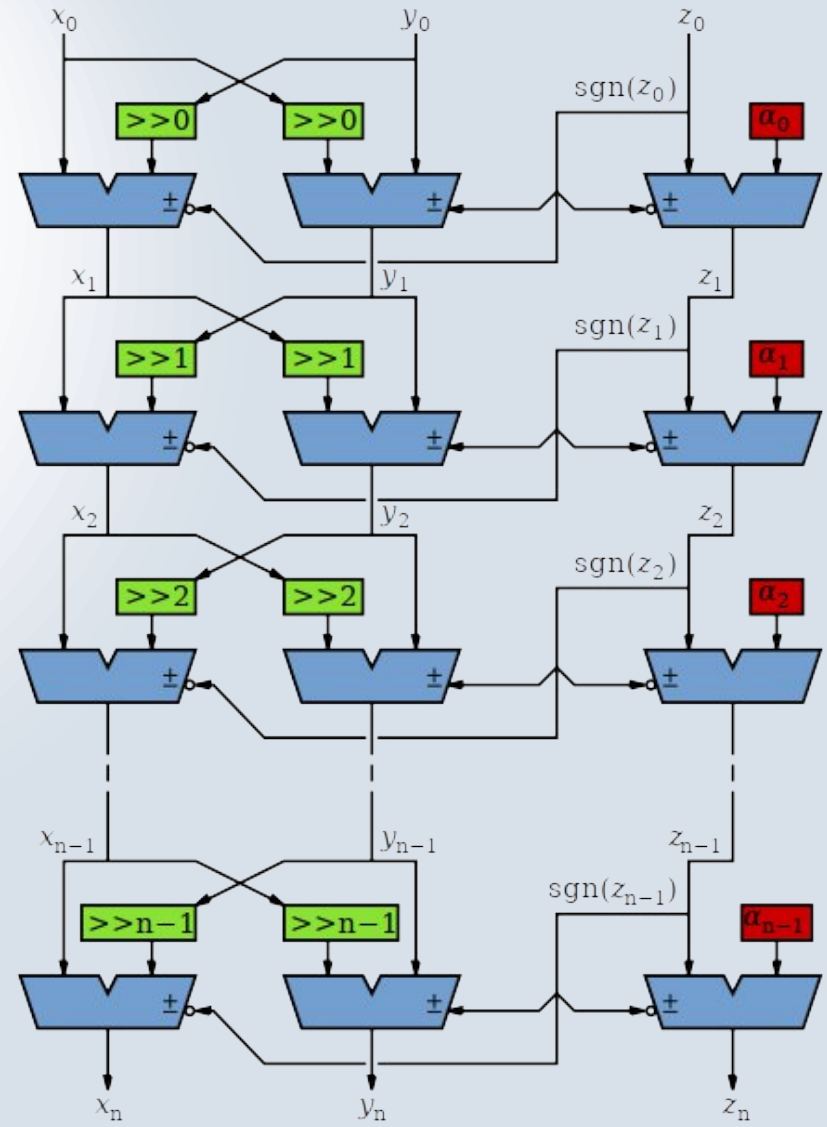 x₀ y₀ z₀
sgn(z₀)
>>0 >>0 α₀
± ± ±
x₁ y₁ z₁
sgn(z₁)
>>1 >>1 α₁
± ± ±
x₂ y₂ z₂
sgn(z₂)
>>2 >>2 α₂
± ± ±
xₙ₋₁ yₙ₋₁ zₙ₋₁
sgn(zₙ₋₁)
>>n−1 >>n−1 αₙ₋₁
± ± ±
xₙ yₙ zₙ